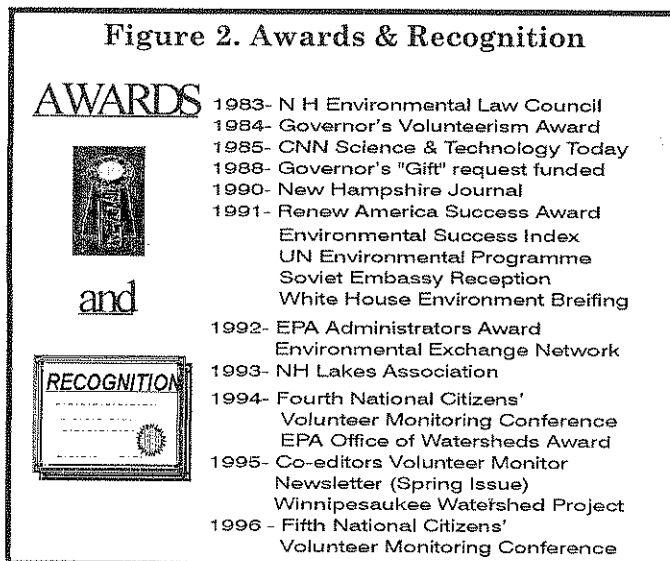 Figure 2. Awards & Recognition
AWARDS
and
RECOGNITION
1983- N H Environmental Law Council
1984- Governor's Volunteerism Award
1985- CNN Science & Technology Today
1988- Governor's "Gift" request funded
1990- New Hampshire Journal
1991- Renew America Success Award
Environmental Success Index
UN Environmental Programme
Soviet Embassy Reception
White House Environment Breifing
1992- EPA Administrators Award
Environmental Exchange Network
1993- NH Lakes Association
1994- Fourth National Citizens'
Volunteer Monitoring Conference
EPA Office of Watersheds Award
1995- Co-editors Volunteer Monitor
Newsletter (Spring Issue)
Winnipesaukee Watershed Project
1996 - Fifth National Citizens'
Volunteer Monitoring Conference